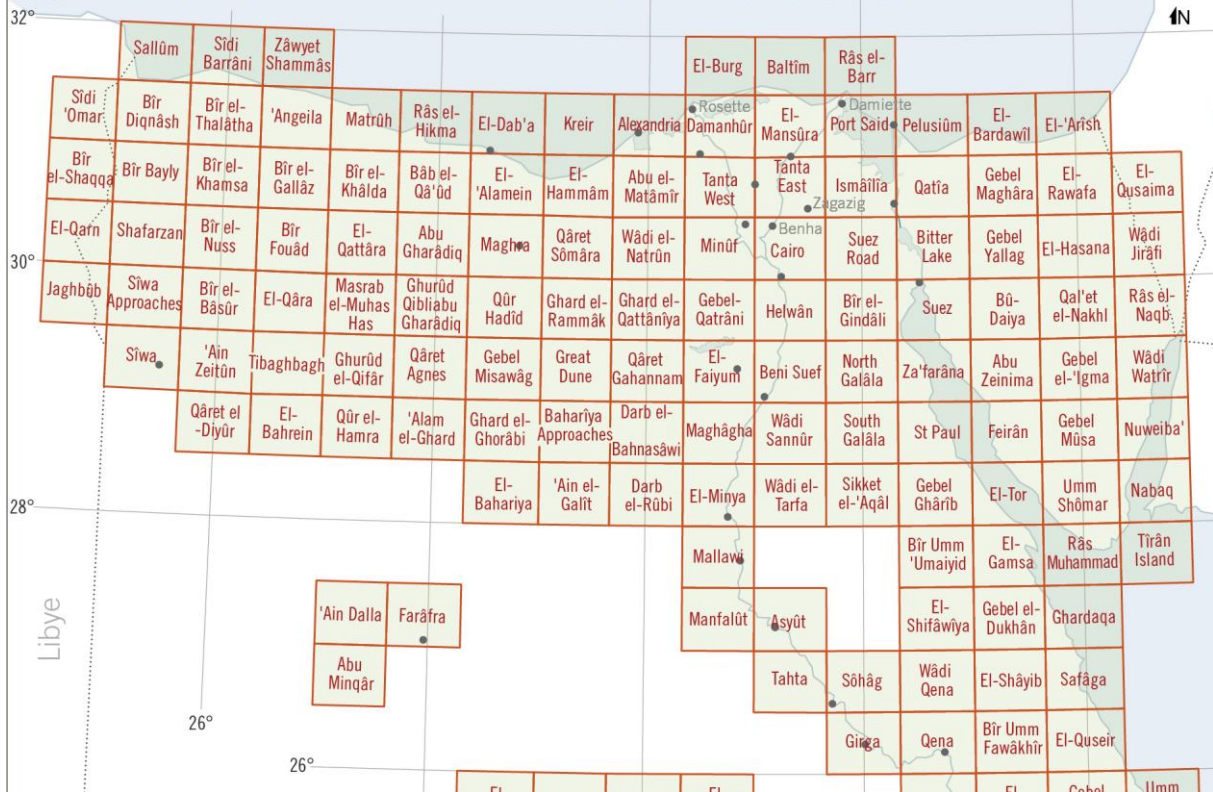 32°
N
Sallûm
Sîdi
Barrâni
Zâwyet
Shammâs
El-Burg
Baltîm
Râs el-
Barr
Sîdi
'Omar
Bîr
Diqnâsh
Bîr el-
Thalâtha
'Angeila
Matrûh
Râs el-
Hikma
El-Dab'a
Kreir
Alexandria
Rosette
Damanhûr
El-
Mansûra
Damiette
Port Said
Pelusiûm
El-
Bardawîl
El-'Arîsh
Bîr
el-Shaqqa
Bîr Bayly
Bîr el-
Khamsa
Bîr el-
Gallâz
Bîr el-
Khâlda
Bâb el-
Qâ'ûd
El-
'Alamein
El-
Hammâm
Abu el-
Matâmîr
Tanta
West
Tanta
East
Zagazig
Ismâîlîa
Qatîa
Gebel
Maghâra
El-
Rawafa
El-
Qusaima
El-Qarn
Shafarzan
Bîr el-
Nuss
Bîr
Fouâd
El-
Qattâra
Abu
Gharâdiq
Maghra
Qâret
Sômâra
Wâdi el-
Natrûn
Minûf
Benha
Cairo
Suez
Road
Bitter
Lake
Gebel
Yallag
El-Hasana
Wâdi
Jirâfi
30°
Jaghbûb
Sîwa
Approaches
Bîr el-
Bâsûr
El-Qâra
Masrab
el-Muhas
Has
Ghurûd
Qibliabu
Gharâdiq
Qûr
Hadîd
Ghard el-
Rammâk
Ghard el-
Qattânîya
Gebel-
Qatrâni
Helwân
Bîr el-
Gindâli
Suez
Bû-
Daiya
Qal'et
el-Nakhl
Râs el-
Naqb
Sîwa
'Ain
Zeitûn
Tibaghbagh
Ghurûd
el-Qifâr
Qâret
Agnes
Gebel
Misawâg
Great
Dune
Qâret
Gahannam
El-
Faiyum
Beni Suef
North
Galâla
Za'farâna
Abu
Zeinima
Gebel
el-'Igma
Wâdi
Watrîr
Qâret el
-Diyûr
El-
Bahrein
Qûr el-
Hamra
'Alam
el-Ghard
Ghard el-
Ghorâbi
Baharîya
Approaches
Darb el-
Bahnasâwi
Maghâgha
Wâdi
Sannûr
South
Galâla
St Paul
Feirân
Gebel
Mûsa
Nuweiba'
28°
El-
Bahariya
'Ain el-
Galît
Darb
el-Rûbi
El-Minya
Wâdi el-
Tarfa
Sikket
el-'Aqâl
Gebel
Ghârîb
El-Tor
Umm
Shômar
Nabaq
Mallawi
Bîr Umm
'Umaiyid
El-
Gamsa
Râs
Muhammad
Tîrân
Island
Libye
'Ain Dalla
Farâfra
Manfalût
Asyût
El-
Shifâwîya
Gebel el-
Dukhân
Ghardaqa
Abu
Minqâr
Tahta
Sôhâg
Wâdi
Qena
El-Shâyib
Safâga
26°
Girga
Qena
Bîr Umm
Fawâkhîr
El-Quseir
26°
El-
El-
El-
Gebel
Umm